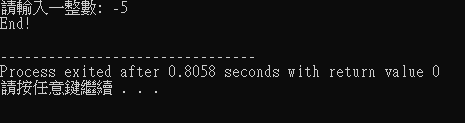 請輸入一整數: -5
End!
--------------------------------
Process exited after 0.8058 seconds with return value 0
請按任意鍵繼續 . . .